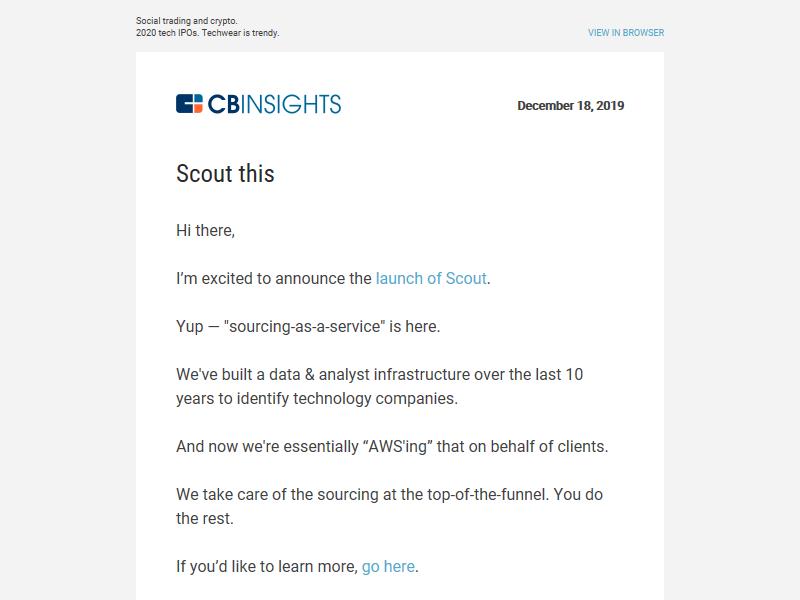 Social trading and crypto.
2020 tech IPOs. Techwear is trendy.
VIEW IN BROWSER
CBINSIGHTS
December 18, 2019
Scout this
Hi there,
I’m excited to announce the launch of Scout.
Yup — "sourcing-as-a-service" is here.
We've built a data & analyst infrastructure over the last 10
years to identify technology companies.
And now we're essentially “AWS'ing” that on behalf of clients.
We take care of the sourcing at the top-of-the-funnel. You do
the rest.
If you’d like to learn more, go here.